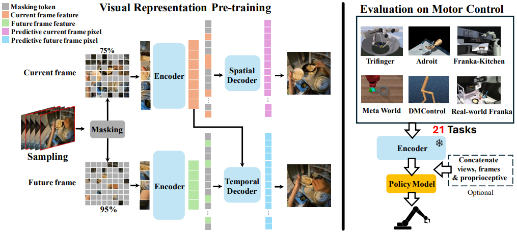 Masking token
Current frame feature
Future frame feature
Predictive current frame pixel
Predictive future frame pixel
Visual Representation Pre-training
75%
Current frame
Encoder
Spatial
Decoder
Sampling
Masking
Future frame
95%
Encoder
Temporal
Decoder
Evaluation on Motor Control
Trifinger
Adroit
Franka-Kitchen
Meta World
DMControl
Real-world Franka
21 Tasks
Encoder
Policy Model
Concatenate
views, frames
& proprioceptive
Optional